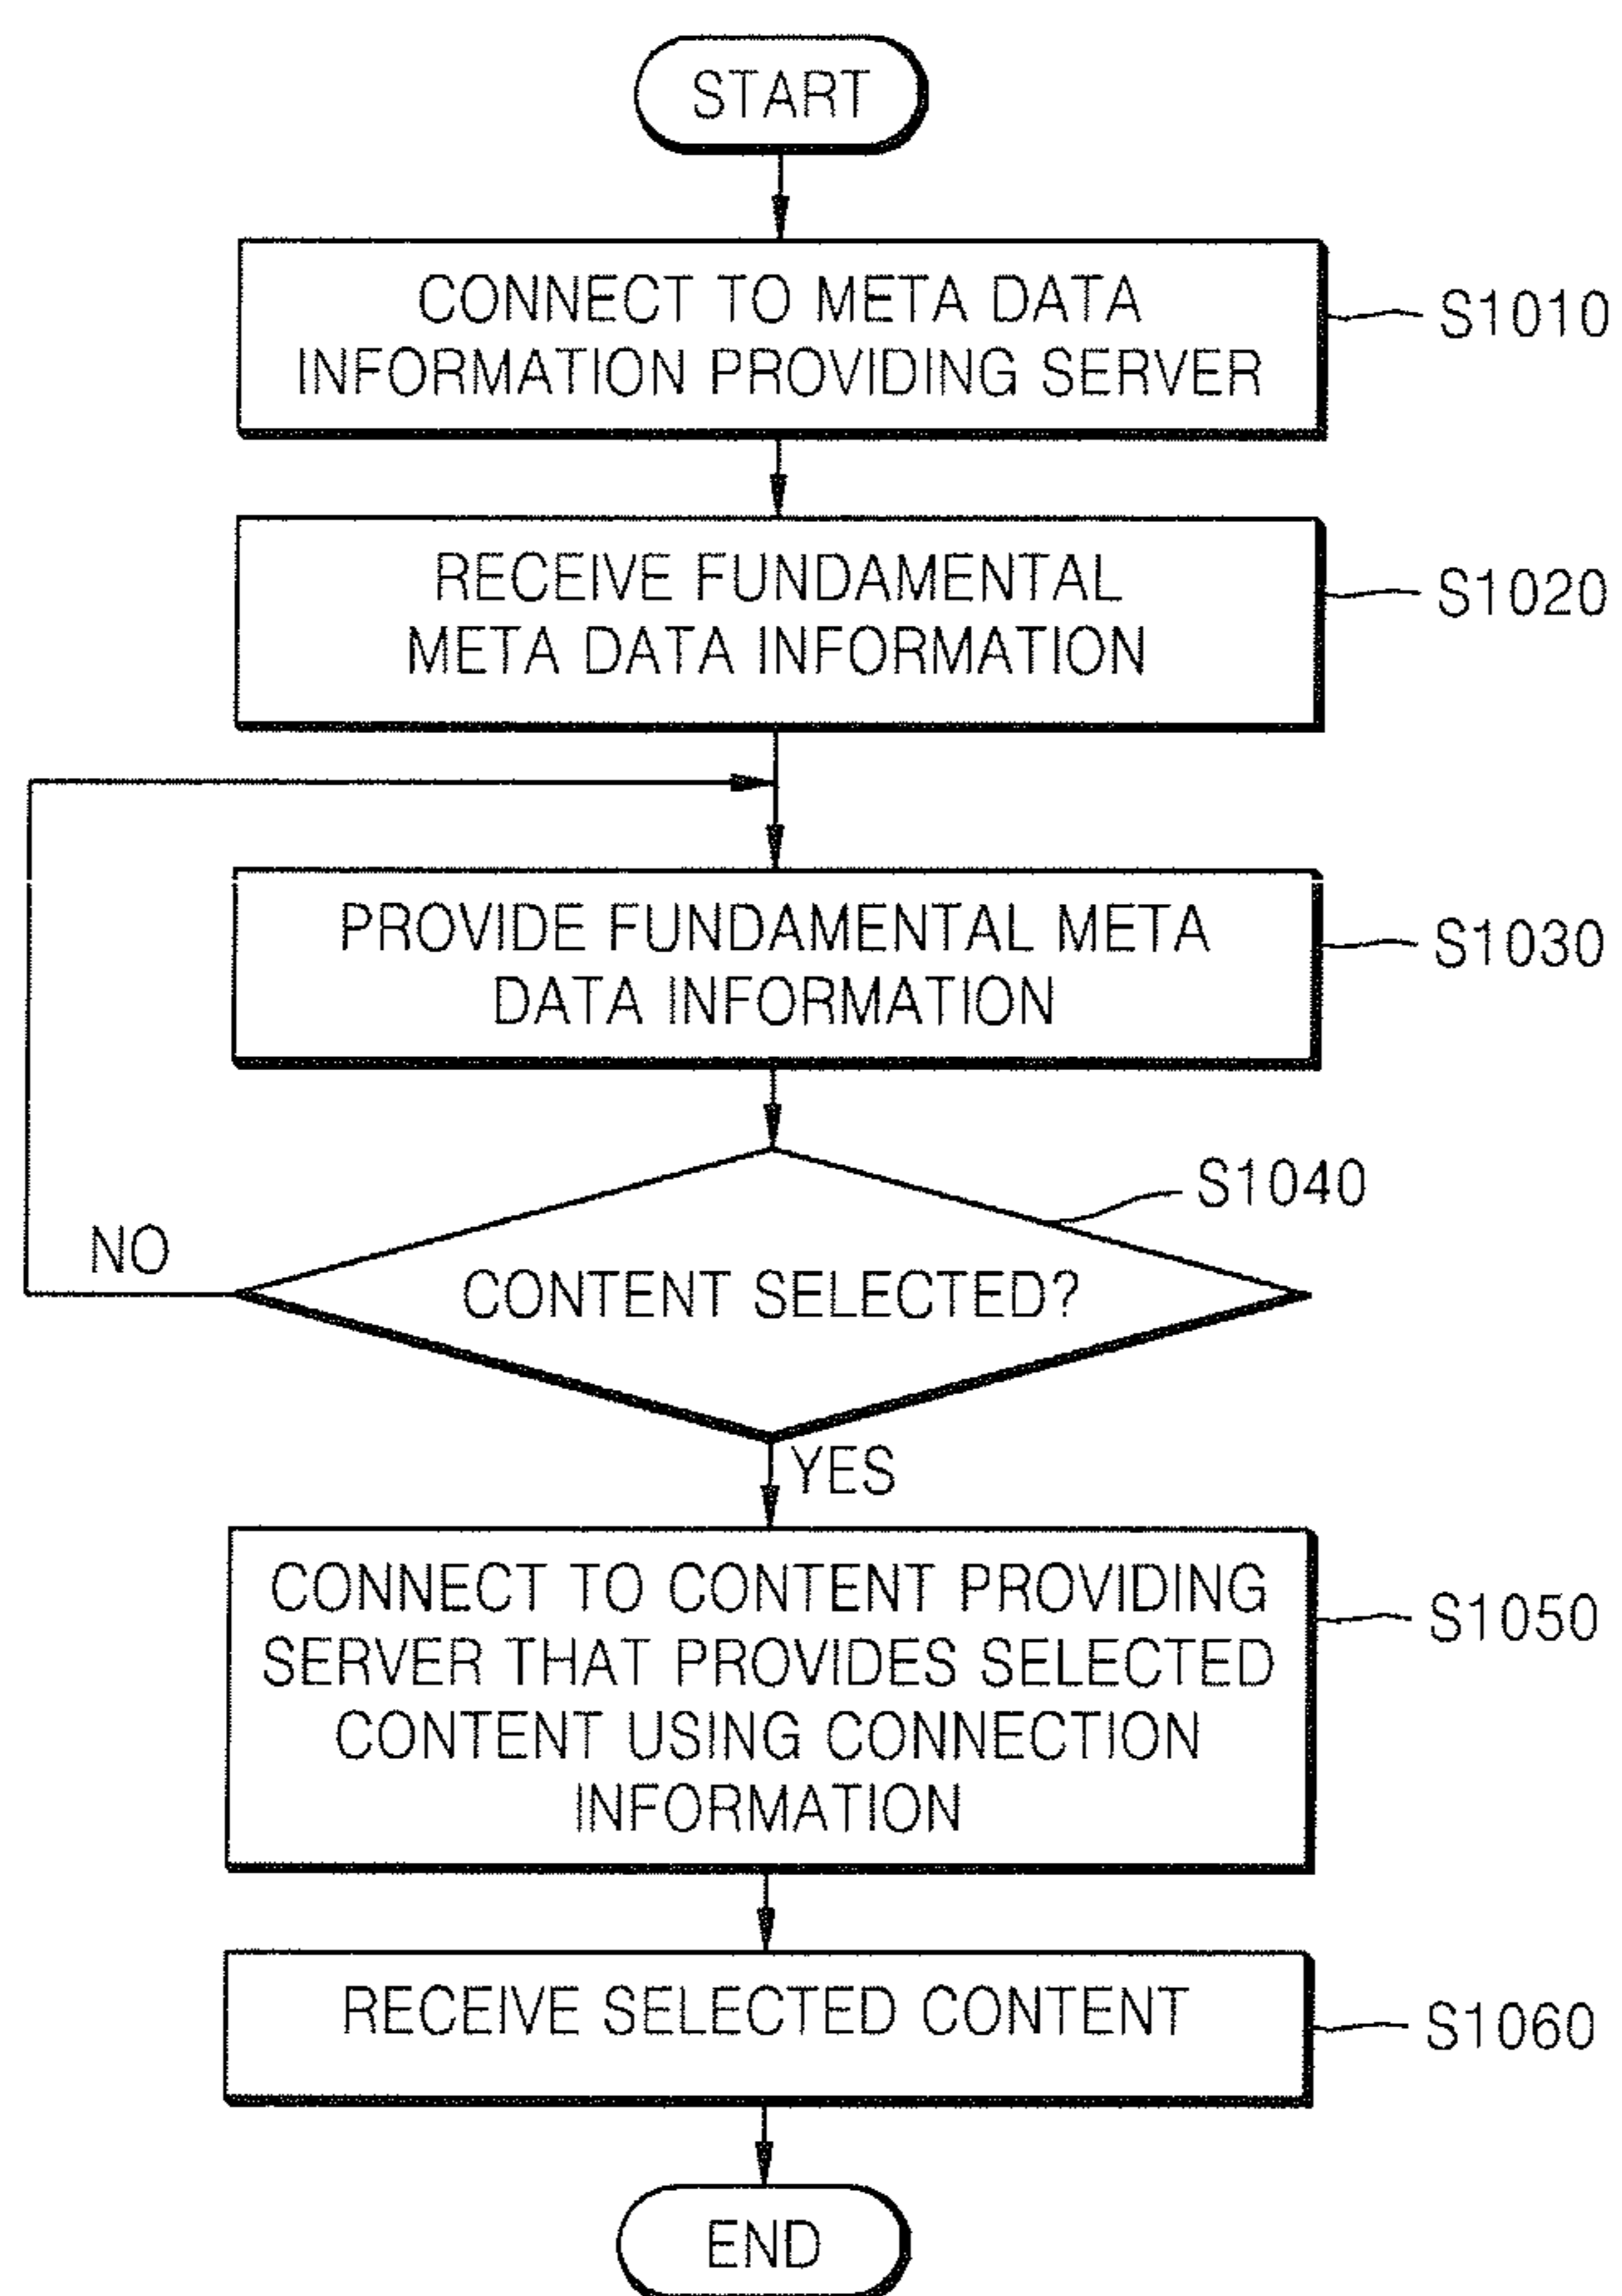 START
CONNECT TO META DATA
INFORMATION PROVIDING SERVER
S1010
RECEIVE FUNDAMENTAL
META DATA INFORMATION
S1020
PROVIDE FUNDAMENTAL META
DATA INFORMATION
S1030
S1040
NO
CONTENT SELECTED?
YES
CONNECT TO CONTENT PROVIDING
SERVER THAT PROVIDES SELECTED
CONTENT USING CONNECTION
INFORMATION
S1050
RECEIVE SELECTED CONTENT
S1060
END